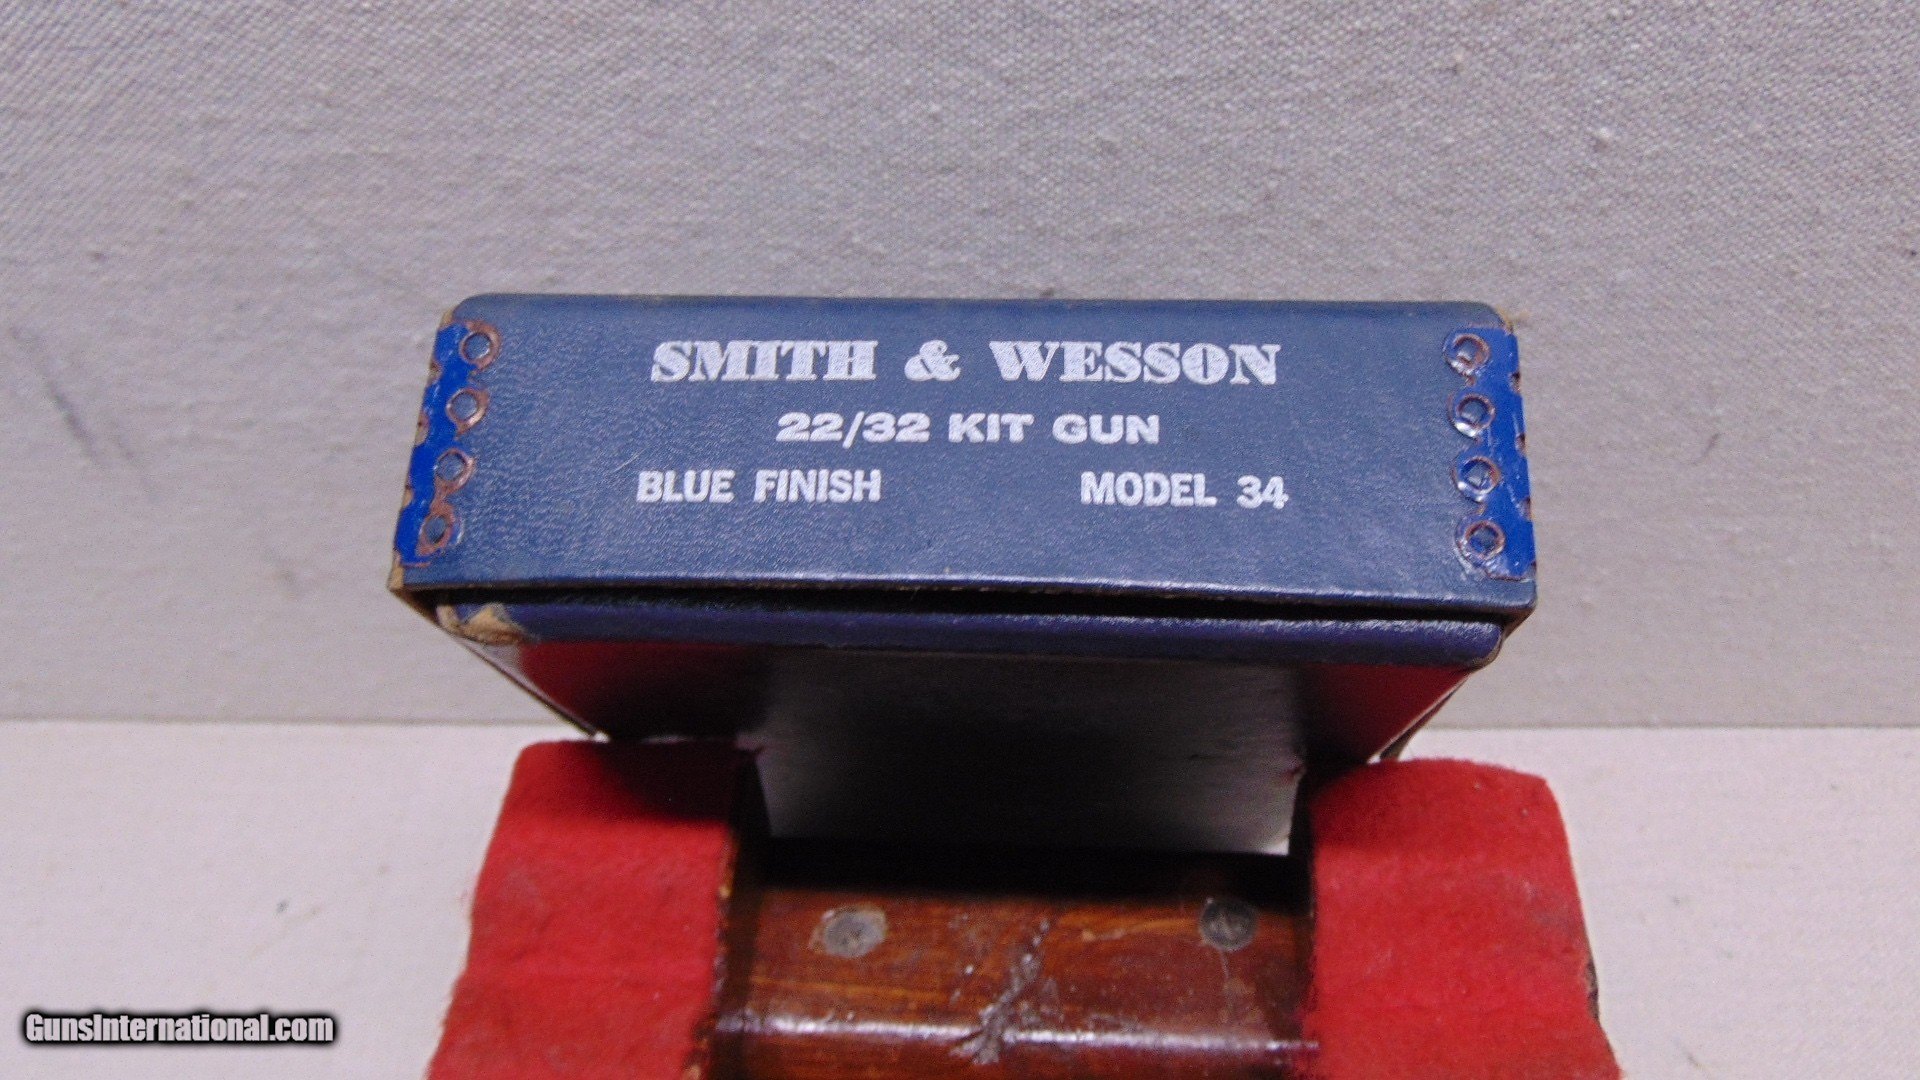 SMITH & WESSON
22/32 KIT GUN
BLUE FINISH MODEL 34
GunsInternational.com